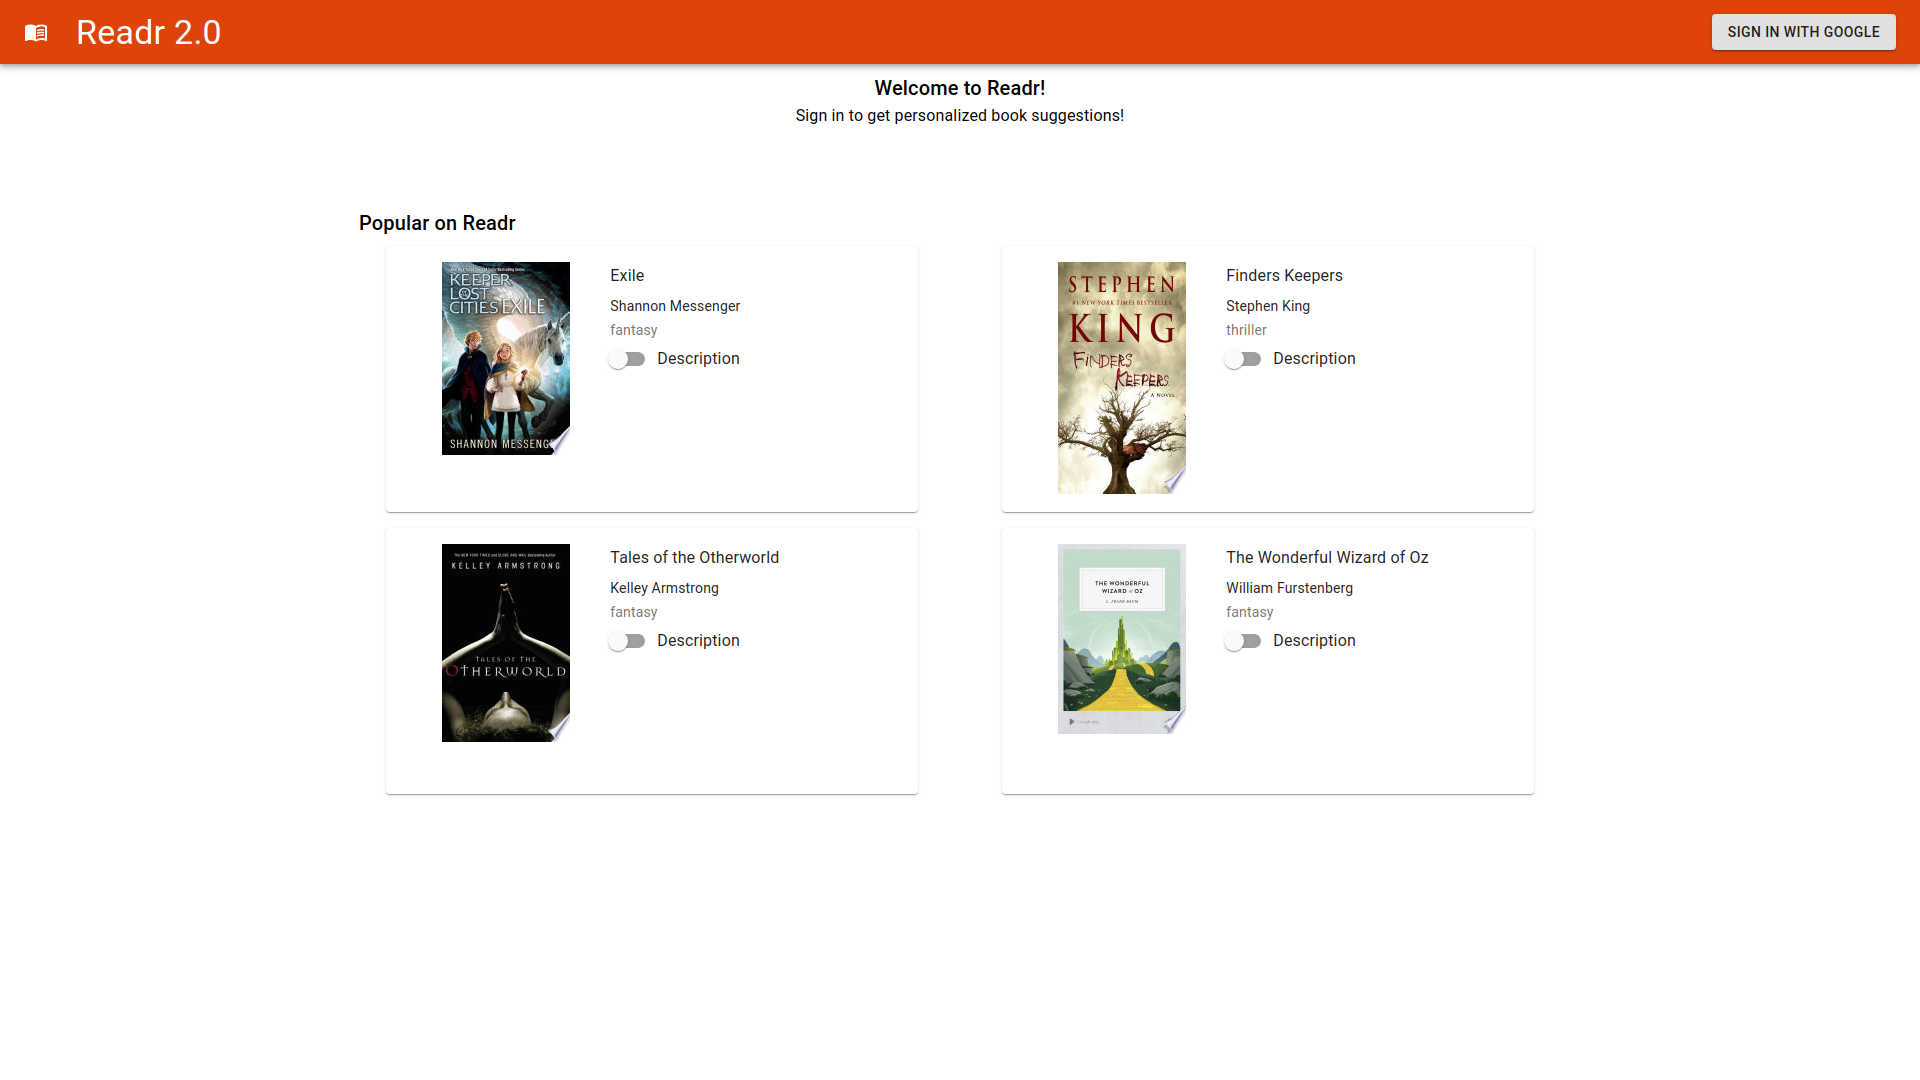 Readr 2.0
SIGN IN WITH GOOGLE
Welcome to Readr!
Sign in to get personalized book suggestions!
Popular on Readr
KEEPER
LOST
CITIES EXILE
SHANNON
Exile
Shannon Messenger
fantasy
Description
STEPHEN
#1 NEW YORK TIMES BESTSELLER
KING
FINDERS
KEEPERS
A NOVEL
Finders Keepers
Stephen King
thriller
Description
KELLEY ARMSTRONG
TALES OF THE
OTHERWORLD
Tales of the Otherworld
Kelley Armstrong
fantasy
Description
THE WONDERFUL
WIZARD of OZ
L. FRANK BAUM
The Wonderful Wizard of Oz
William Furstenberg
fantasy
Description